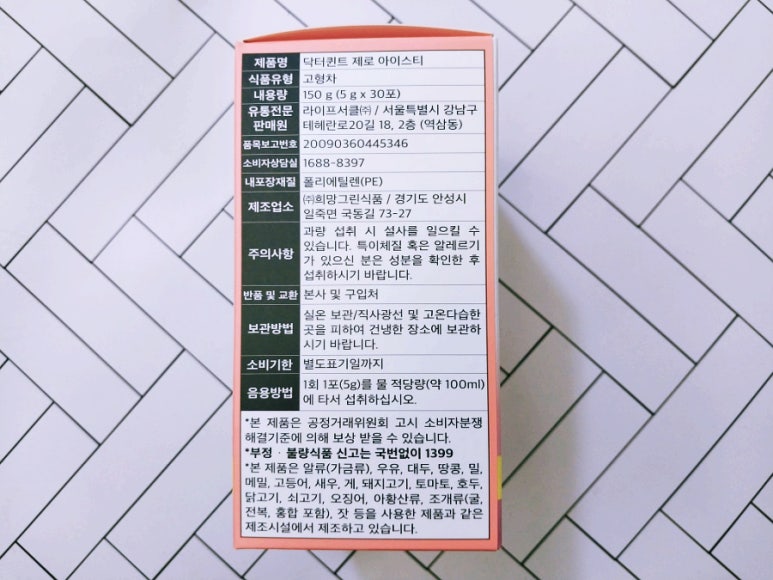 제품명 닥터퀸트 제로 아이스티
식품유형 고형차
내용량 150 g (5 g x 30포)
유통전문 라이프서클㈜ / 서울특별시 강남구
판매원 테헤란로20길 18, 2층 (역삼동)
품목보고번호 20090360445346
소비자상담실 1688-8397
내포장재질 폴리에틸렌(PE)
제조업소 ㈜희망그린식품 / 경기도 안성시
일죽면 국동길 73-27
주의사항 과량 섭취 시 설사를 일으킬 수
있습니다. 특이체질 혹은 알레르기
가 있으신 분은 성분을 확인한 후
섭취하시기 바랍니다.
반품 및 교환 본사 및 구입처
보관방법 실온 보관/직사광선 및 고온다습한
곳을 피하여 건냉한 장소에 보관하
시기 바랍니다.
소비기한 별도표기일까지
음용방법 1회 1포(5g)를 물 적당량(약 100ml)
에 타서 섭취하십시오.
*본 제품은 공정거래위원회 고시 소비자분쟁
해결기준에 의해 보상 받을 수 있습니다.
*부정 · 불량식품 신고는 국번없이 1399
*본 제품은 알류(가금류), 우유, 대두, 땅콩, 밀,
메밀, 고등어, 새우, 게, 돼지고기, 토마토, 호두,
닭고기, 쇠고기, 오징어, 아황산류, 조개류(굴,
전복, 홍합 포함), 잣 등을 사용한 제품과 같은
제조시설에서 제조하고 있습니다.